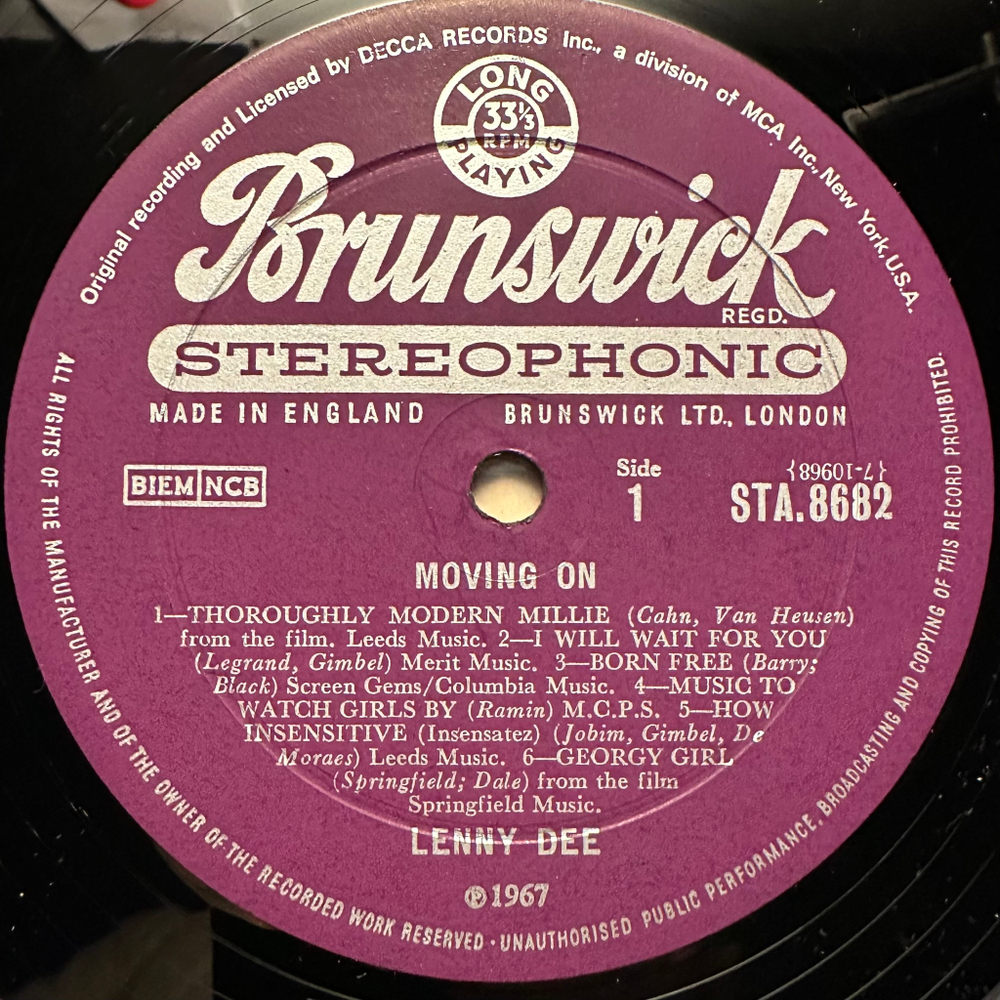 Original recording and Licensed by DECCA RECORDS Inc., a division of MCA Inc., New York, U.S.A.
LONG
33⅓
RPM
PLAYING
Brunswick
REGD.
STEREOPHONIC
MADE IN ENGLAND BRUNSWICK LTD., LONDON
BIEM NCB
Side
1
{7-10968}
STA.8682
MOVING ON
1—THOROUGHLY MODERN MILLIE (Cahn, Van Heusen)
from the film. Leeds Music. 2—I WILL WAIT FOR YOU
(Legrand, Gimbel) Merit Music. 3—BORN FREE (Barry;
Black) Screen Gems/Columbia Music. 4—MUSIC TO
WATCH GIRLS BY (Ramin) M.C.P.S. 5—HOW
INSENSITIVE (Insensatez) (Jobim, Gimbel, De
Moraes) Leeds Music. 6—GEORGY GIRL
(Springfield; Dale) from the film
Springfield Music.
LENNY DEE
℗1967
ALL RIGHTS OF THE MANUFACTURER AND OF THE OWNER OF THE RECORDED WORK RESERVED · UNAUTHORISED PUBLIC PERFORMANCE, BROADCASTING AND COPYING OF THIS RECORD PROHIBITED.